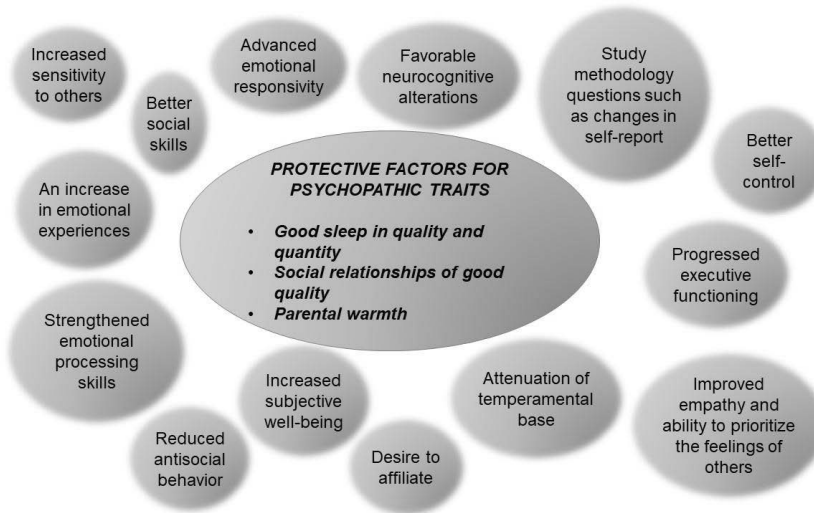 Increased
sensitivity
to others
Better
social
skills
Advanced
emotional
responsivity
Favorable
neurocognitive
alterations
Study
methodology
questions such
as changes in
self-report
Better
self-
control
An increase
in emotional
experiences
PROTECTIVE FACTORS FOR
PSYCHOPATHIC TRAITS
• Good sleep in quality and
quantity
• Social relationships of good
quality
• Parental warmth
Progressed
executive
functioning
Strengthened
emotional
processing
skills
Increased
subjective
well-being
Attenuation of
temperamental
base
Improved
empathy and
ability to prioritize
the feelings of
others
Reduced
antisocial
behavior
Desire to
affiliate